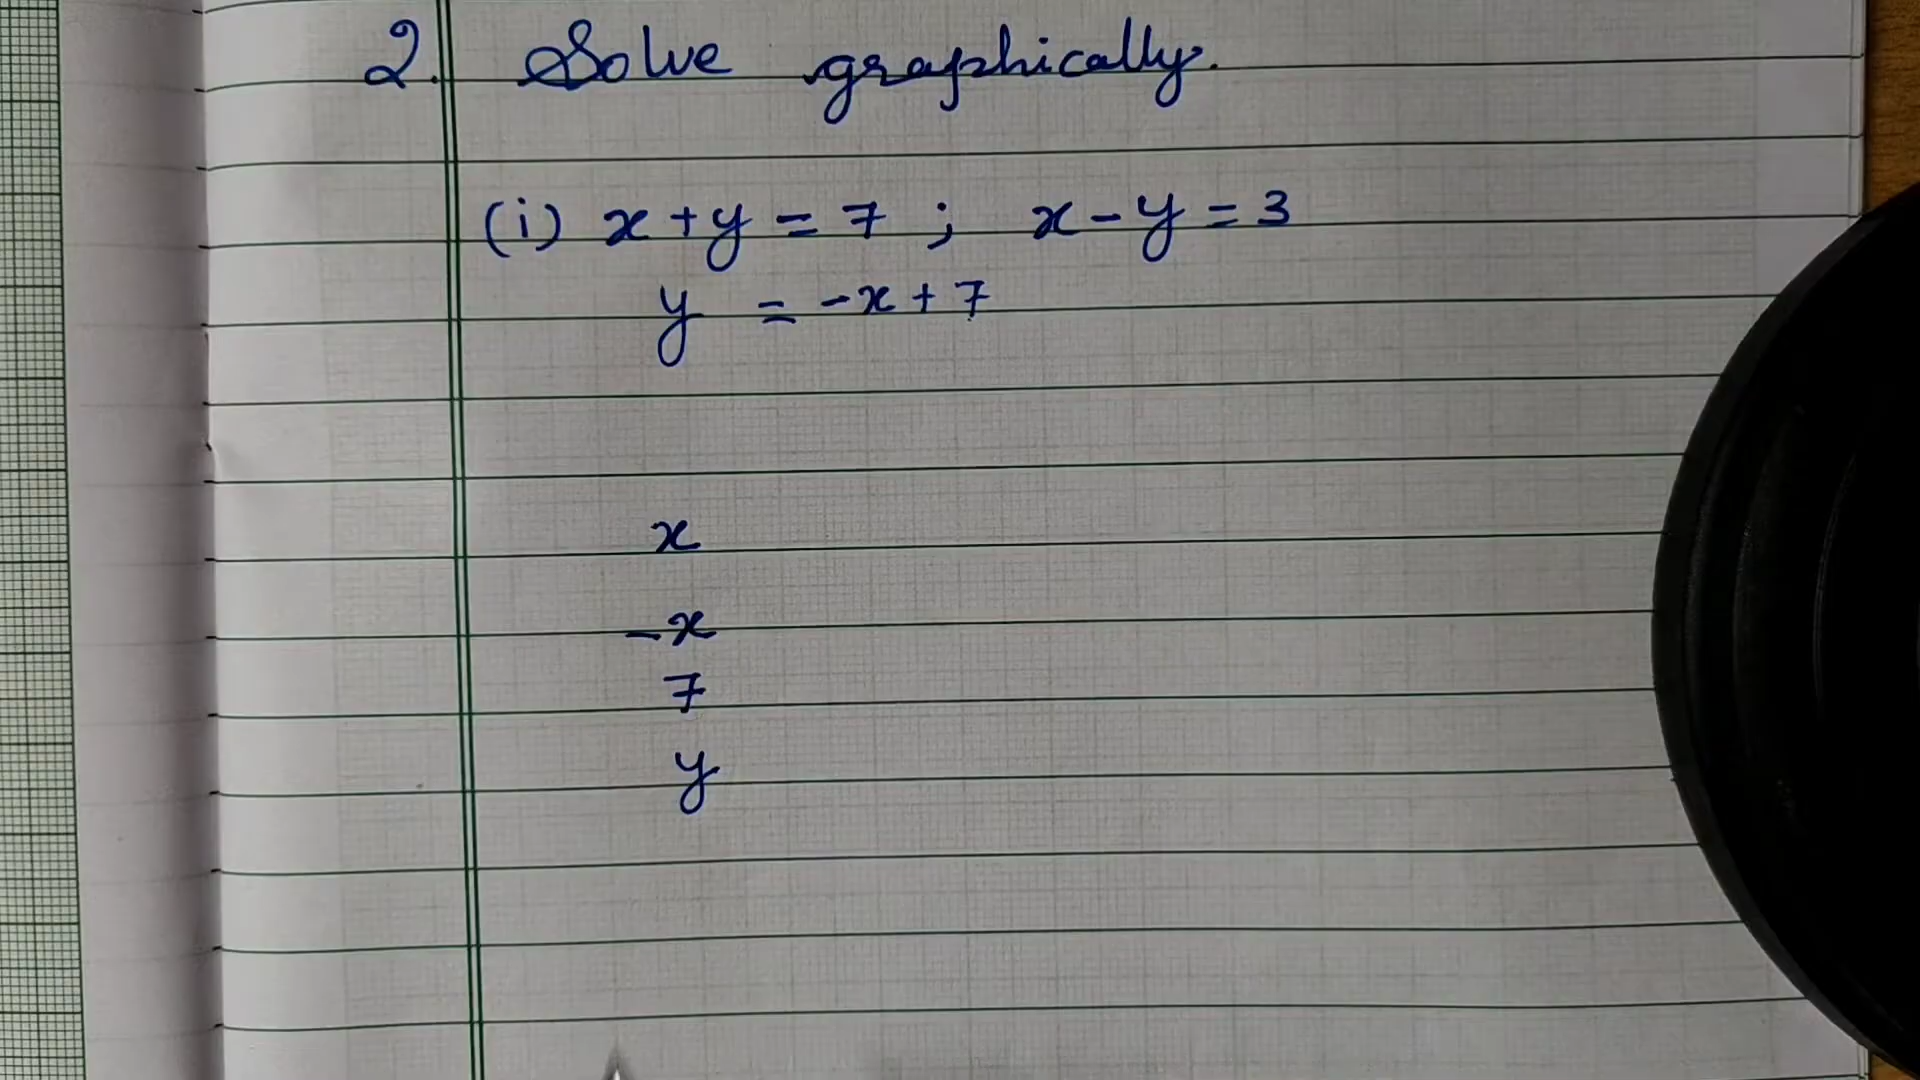 2. Solve graphically.
(i) x + y = 7 ; x - y = 3
y = -x + 7
x
-x
7
y